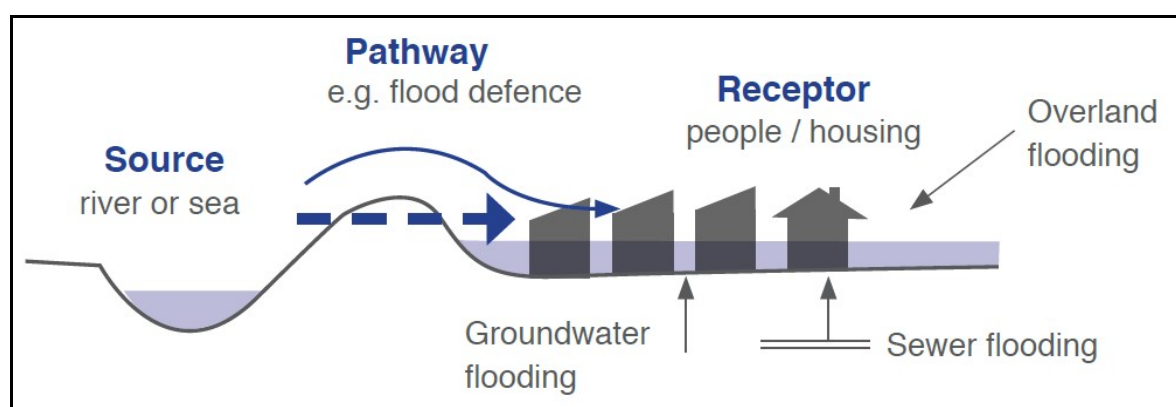 Pathway
e.g. flood defence
Receptor
people / housing
Overland
flooding
Source
river or sea
Groundwater
flooding
Sewer flooding